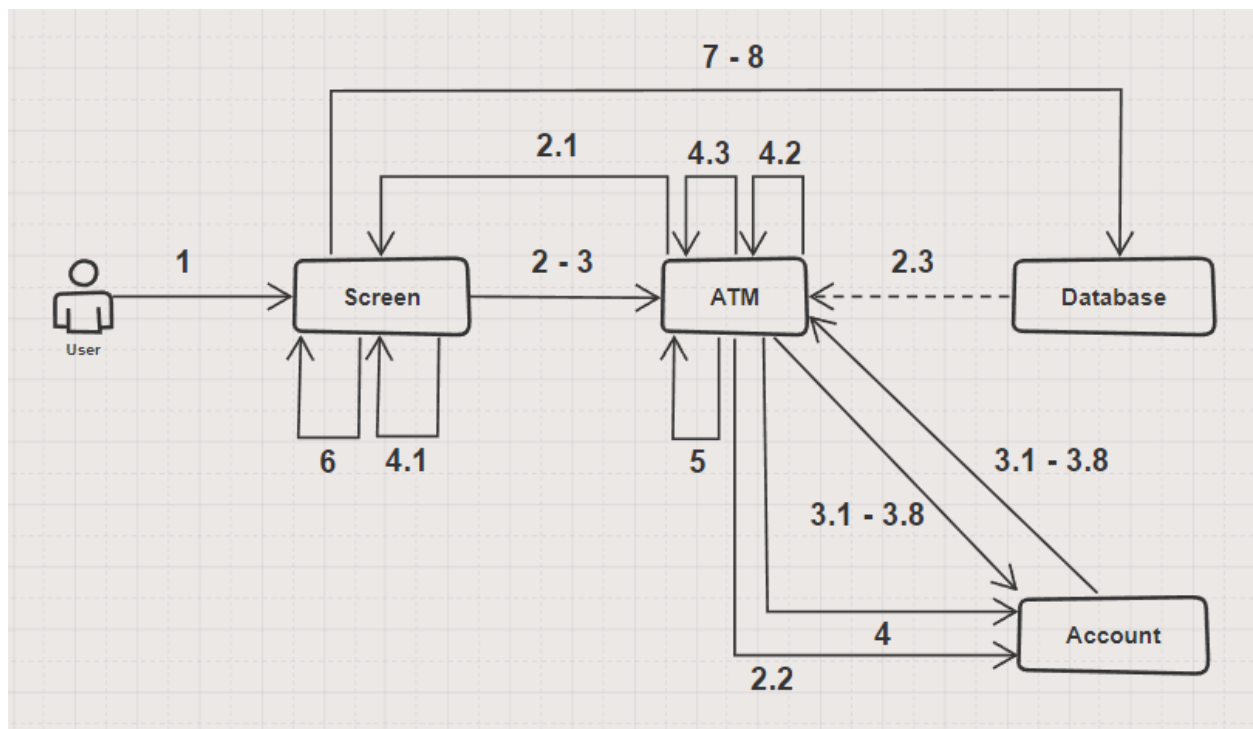 7 - 8
2.1
4.3
4.2
1
2 - 3
2.3
Screen
ATM
Database
User
6
4.1
5
3.1 - 3.8
3.1 - 3.8
4
Account
2.2